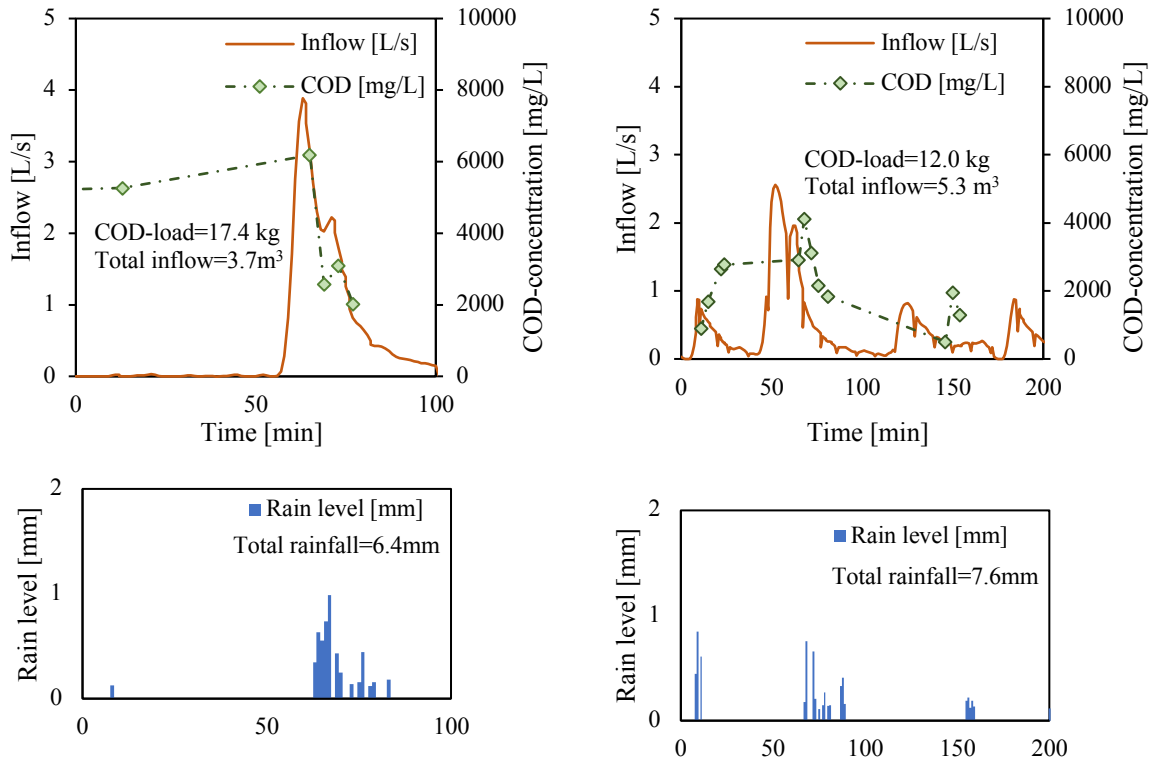 Inflow [L/s]
5
4
3
2
1
0
Inflow [L/s]
COD [mg/L]
COD-load=17.4 kg
Total inflow=3.7m³
10000
8000
6000
4000
2000
0
COD-concentration [mg/L]
0 50 100
Time [min]
Inflow [L/s]
5
4
3
2
1
0
Inflow [L/s]
COD [mg/L]
COD-load=12.0 kg
Total inflow=5.3 m³
10000
8000
6000
4000
2000
0
COD-concentration [mg/L]
0 50 100 150 200
Time [min]
Rain level [mm]
2
1
0
Rain level [mm]
Total rainfall=6.4mm
0 100
Rain level [mm]
2
1
0
Rain level [mm]
Total rainfall=7.6mm
0 50 100 150 200